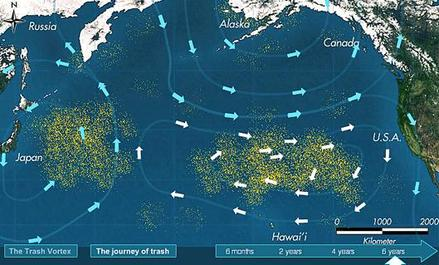 N
Alaska
Russia
Canada
U.S.A.
Japan
Hawai'i
0 1000 2000
Kilometer
The Trash Vortex
The journey of trash
6 months
2 years
4 years
6 years